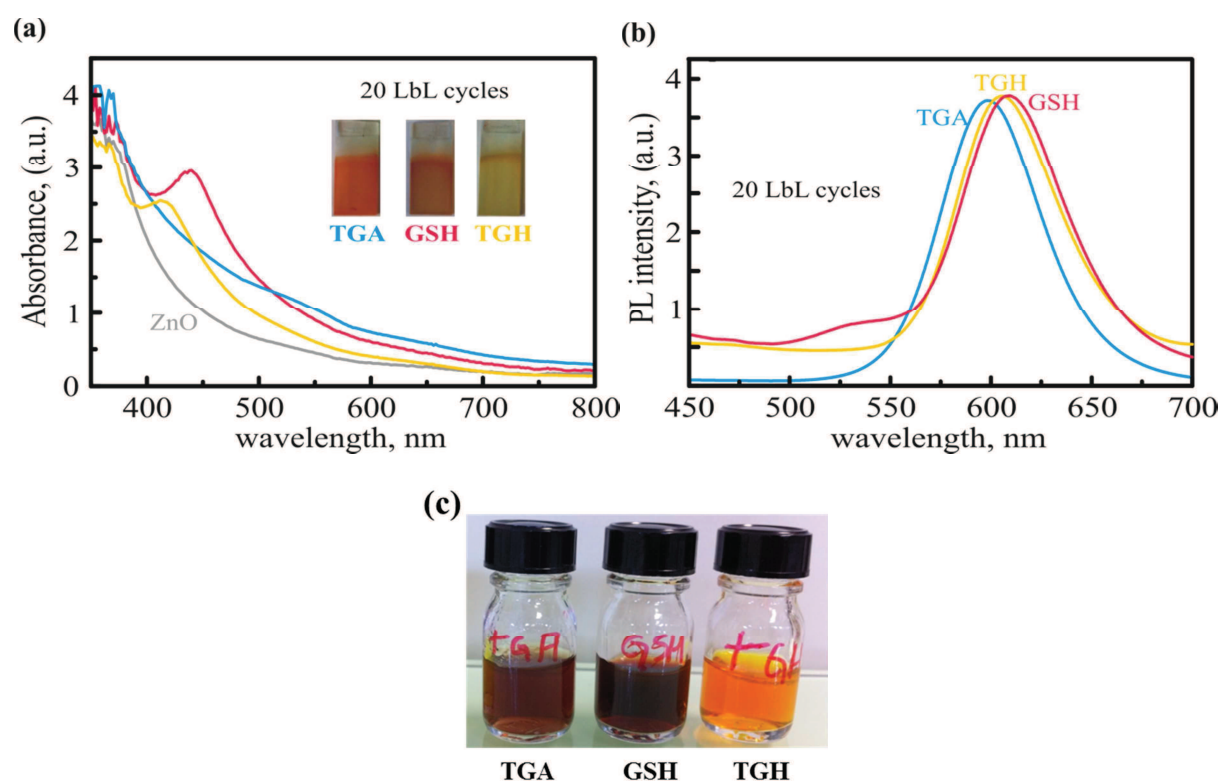 (a)
Absorbance, (a.u.)
4
3
2
1
0
20 LbL cycles
TGA GSH TGH
ZnO
400 500 600 700 800
wavelength, nm
(b)
PL intensity, (a.u.)
4
3
2
1
TGH
TGA GSH
20 LbL cycles
450 500 550 600 650 700
wavelength, nm
(c)
TGA GSH
TGA GSH TGH